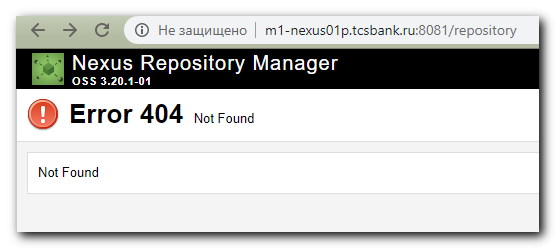 Не защищено m1-nexus01p.tcsbank.ru:8081/repository
Nexus Repository Manager
OSS 3.20.1-01
Error 404 Not Found
Not Found